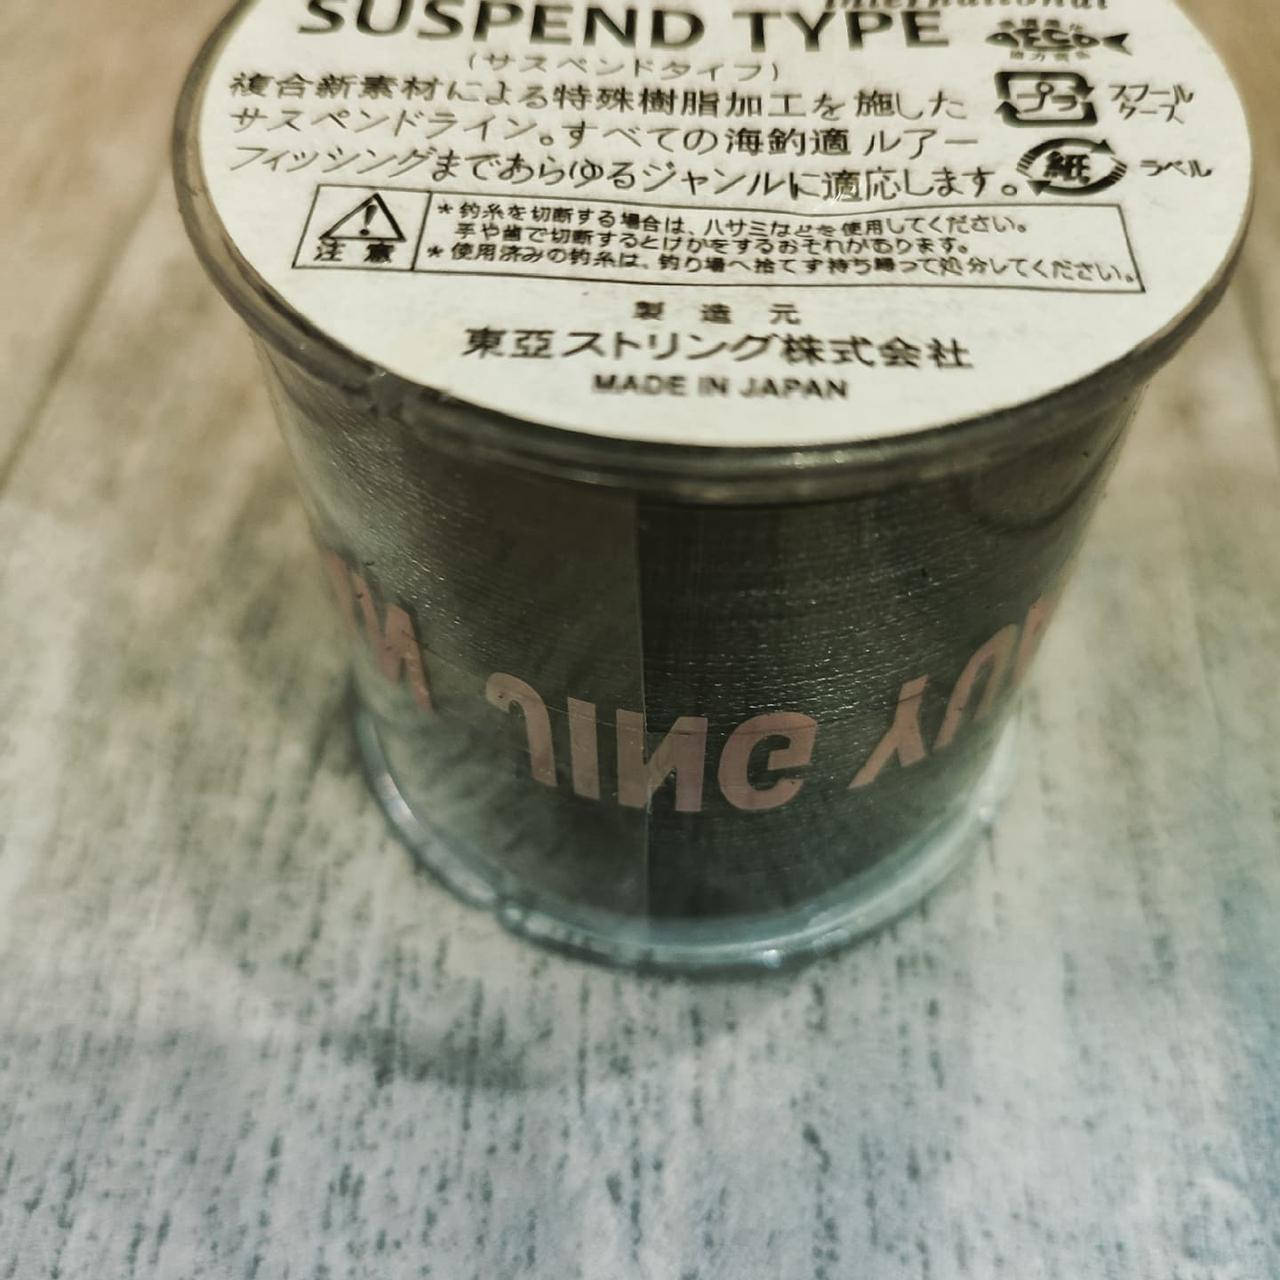 International
SUSPEND TYPE
(サスペンドタイプ)
複合新素材による特殊樹脂加工を施した
サスペンドライン。すべての海釣適 ルアー
フィッシングまであらゆるジャンルに適応します。
プラ
スプール
ケース
紙
ラベル
注意
*釣糸を切断する場合は、ハサミなどを使用してください。
手や歯で切断するとけがをするおそれがあります。
*使用済みの釣糸は、釣り場へ捨てず持ち帰って処分してください。
製造元
東亞ストリング株式会社
MADE IN JAPAN